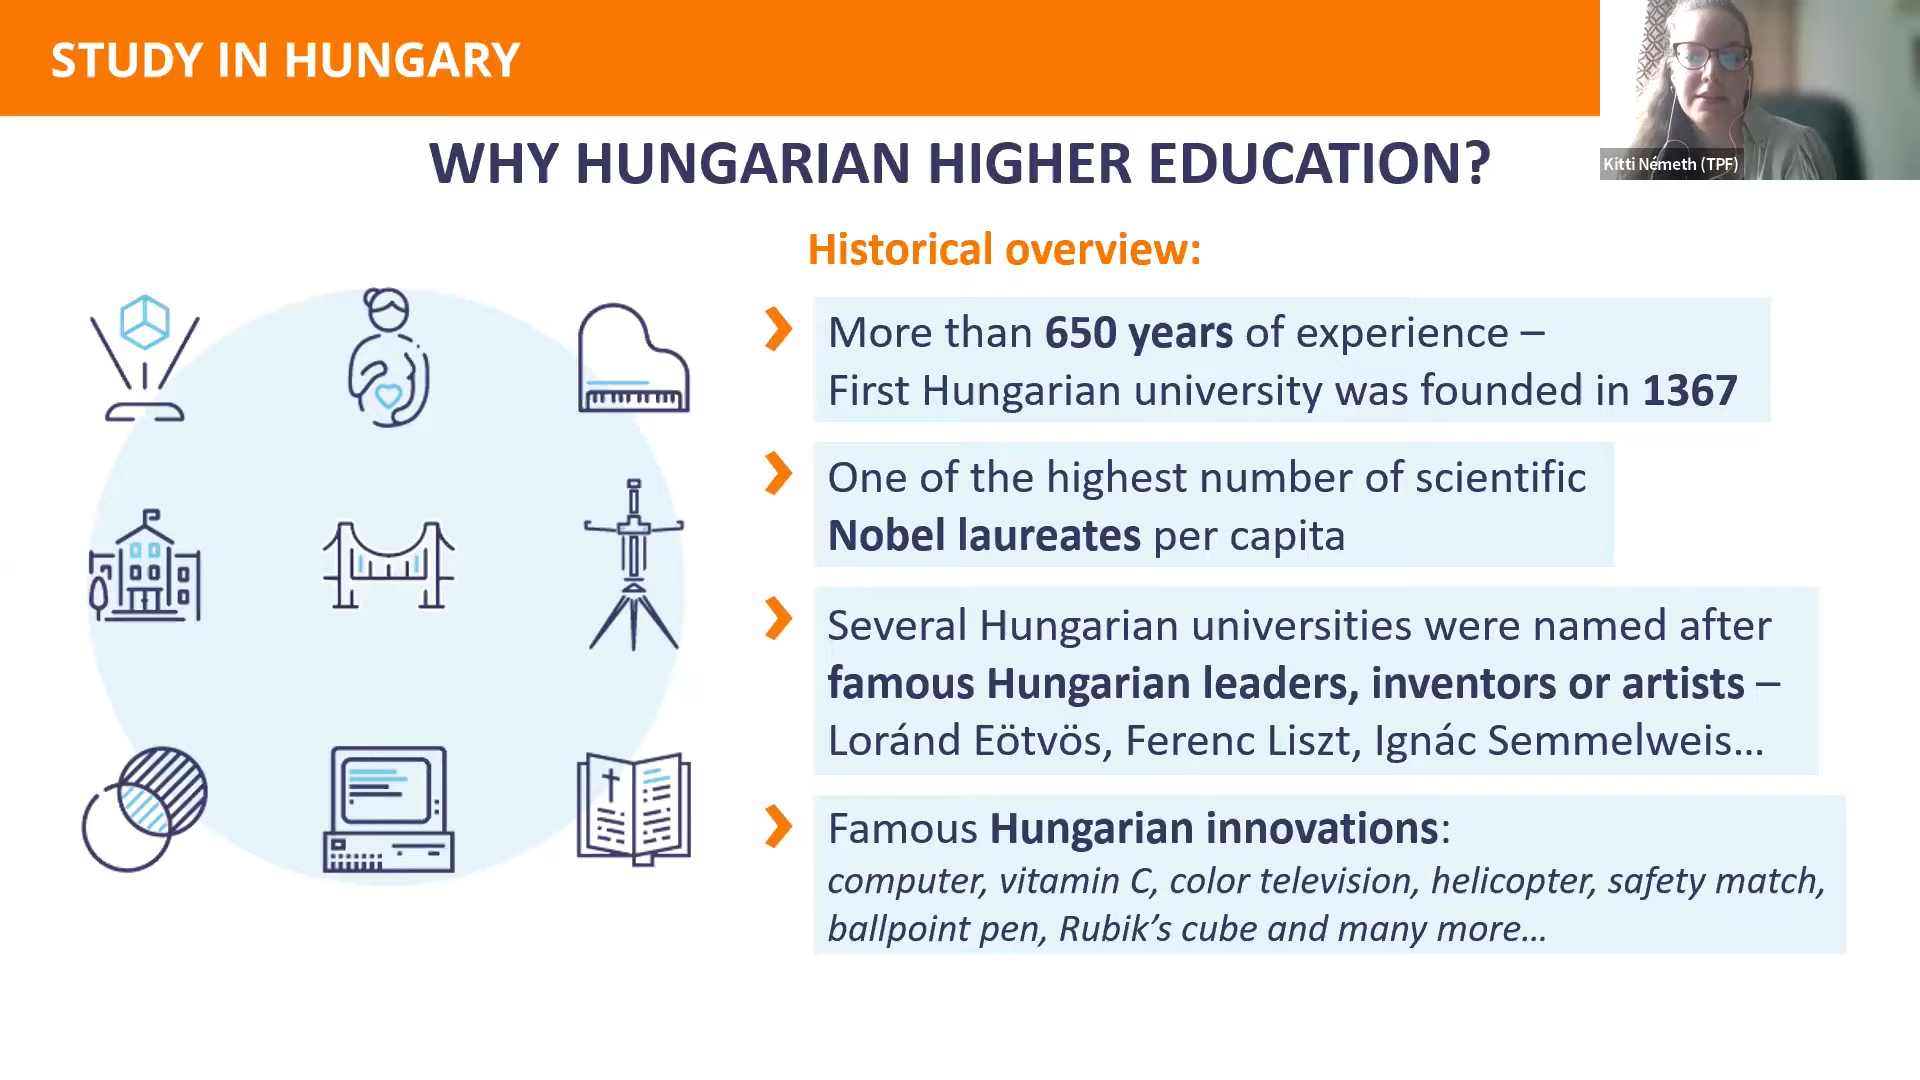 STUDY IN HUNGARY
Kitti Németh (TPF)
WHY HUNGARIAN HIGHER EDUCATION?
Historical overview:
More than 650 years of experience –
First Hungarian university was founded in 1367
One of the highest number of scientific
Nobel laureates per capita
Several Hungarian universities were named after
famous Hungarian leaders, inventors or artists –
Loránd Eötvös, Ferenc Liszt, Ignác Semmelweis...
Famous Hungarian innovations:
computer, vitamin C, color television, helicopter, safety match,
ballpoint pen, Rubik’s cube and many more...